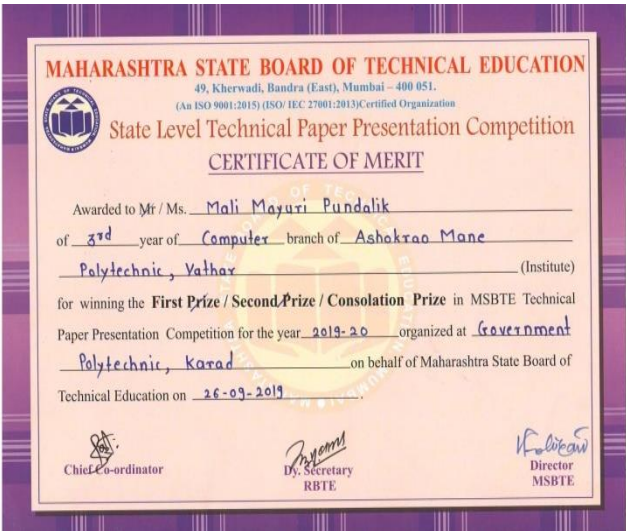 MAHARASHTRA STATE BOARD OF TECHNICAL EDUCATION
49, Kherwadi, Bandra (East), Mumbai – 400 051.
(An ISO 9001:2015) (ISO/ IEC 27001:2013)Certified Organization
State Level Technical Paper Presentation Competition
CERTIFICATE OF MERIT
Awarded to Mr / Ms. Mali Mayuri Pundalik
of 3rd year of Computer branch of Ashokrao Mane
Polytechnic, Vathar (Institute)
for winning the First Prize / Second Prize / Consolation Prize in MSBTE Technical
Paper Presentation Competition for the year 2019-20 organized at Government
Polytechnic, Karad on behalf of Maharashtra State Board of
Technical Education on 26-09-2019.
Chief Co-ordinator
Dy. Secretary
RBTE
Director
MSBTE